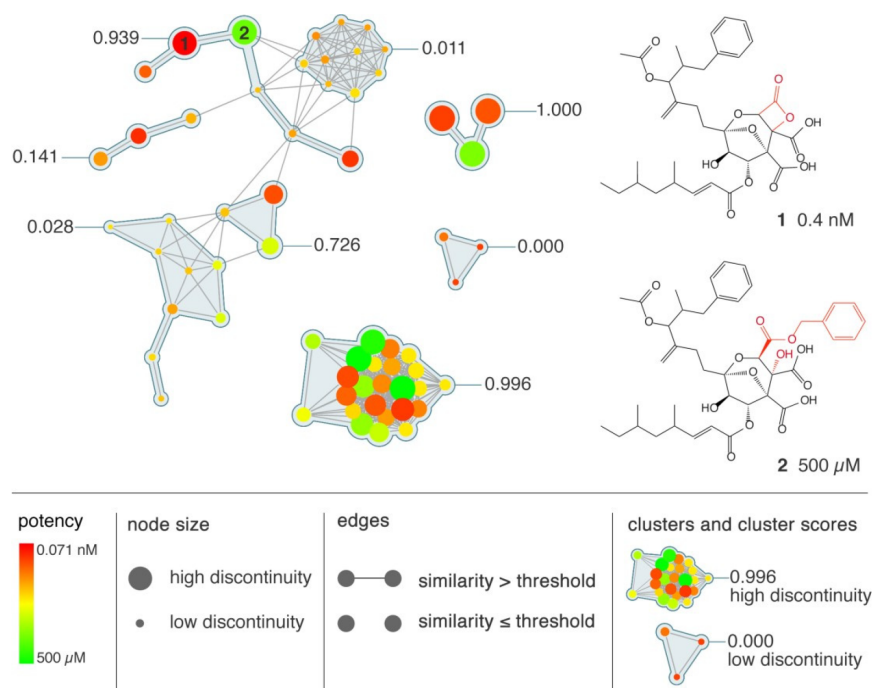 0.939
1
2
0.011
0.141
1.000
0.028
0.726
0.000
0.996
O
O
O
O
O
O
O
OH
HO
O
OH
O
O
1 0.4 nM
O
O
O
O
O
OH
OH
O
O
OH
HO
O
O
O
2 500 µM
potency
0.071 nM
500 µM
node size
high discontinuity
low discontinuity
edges
similarity > threshold
similarity ≤ threshold
clusters and cluster scores
0.996
high discontinuity
0.000
low discontinuity